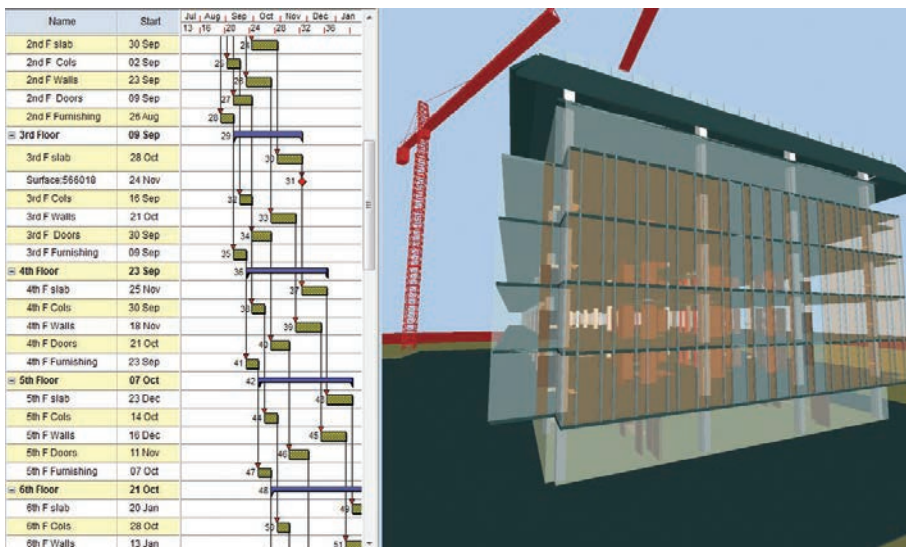 Name Start Jul Aug Sep Oct Nov Dec Jan
13 16 20 24 28 32 36
2nd F slab 30 Sep 24
2nd F Cols 02 Sep 25
2nd F Walls 23 Sep 26
2nd F Doors 09 Sep 27
2nd F Furnishing 26 Aug 28
3rd Floor 09 Sep 29
3rd F slab 28 Oct 30
Surface:566018 24 Nov 31
3rd F Cols 16 Sep 32
3rd F Walls 21 Oct 33
3rd F Doors 30 Sep 34
3rd F Furnishing 09 Sep 35
4th Floor 23 Sep 36
4th F slab 25 Nov 37
4th F Cols 30 Sep 38
4th F Walls 18 Nov 39
4th F Doors 21 Oct 40
4th F Furnishing 23 Sep 41
5th Floor 07 Oct 42
5th F slab 23 Dec 43
5th F Cols 14 Oct 44
5th F Walls 16 Dec 45
5th F Doors 11 Nov 46
5th F Furnishing 07 Oct 47
6th Floor 21 Oct 48
6th F slab 20 Jan 49
6th F Cols 28 Oct 50
6th F Walls 13 Jan 51